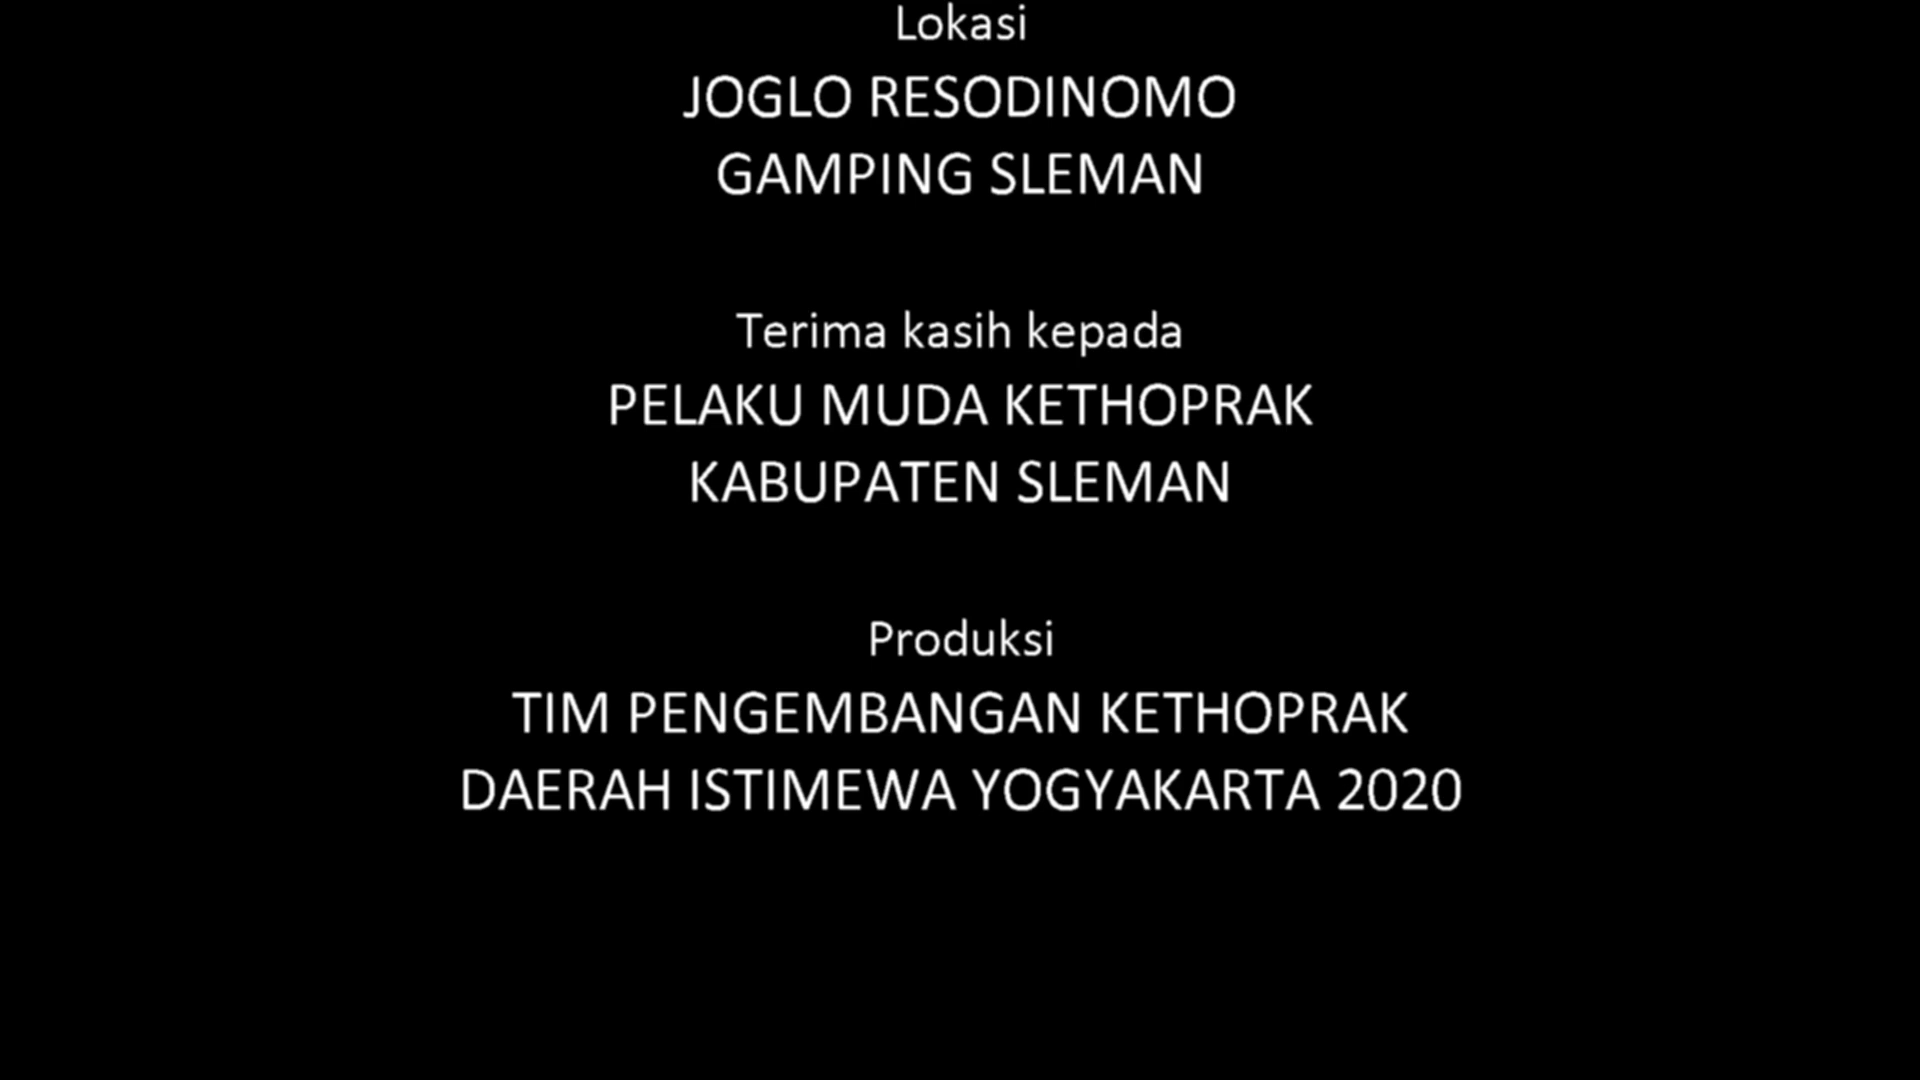 Lokasi
JOGLO RESODINOMO
GAMPING SLEMAN
Terima kasih kepada
PELAKU MUDA KETHOPRAK
KABUPATEN SLEMAN
Produksi
TIM PENGEMBANGAN KETHOPRAK
DAERAH ISTIMEWA YOGYAKARTA 2020